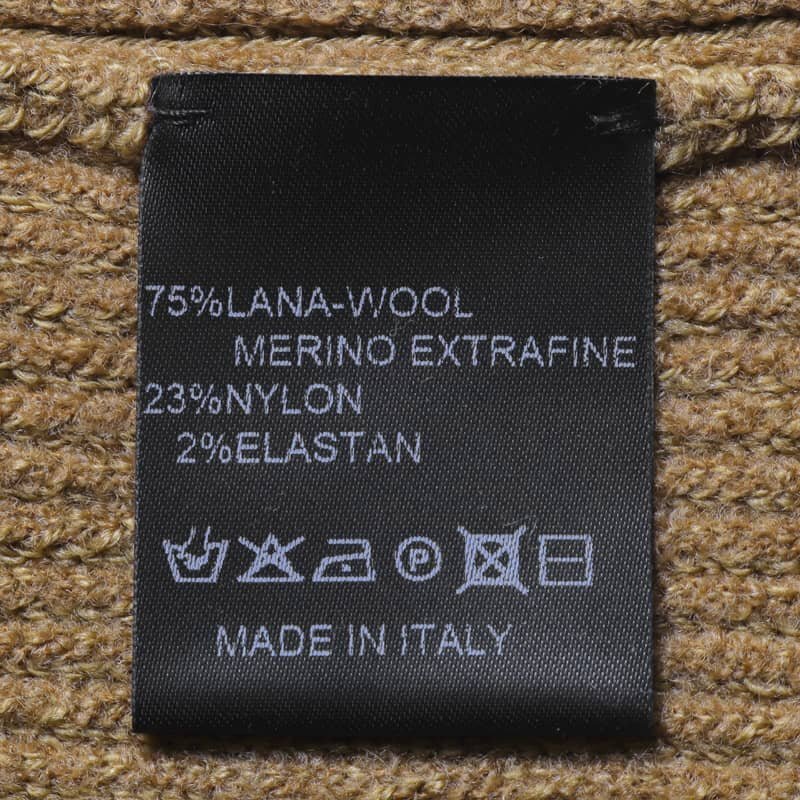 75%LANA-WOOL
MERINO EXTRAFINE
23%NYLON
2%ELASTAN
P
MADE IN ITALY